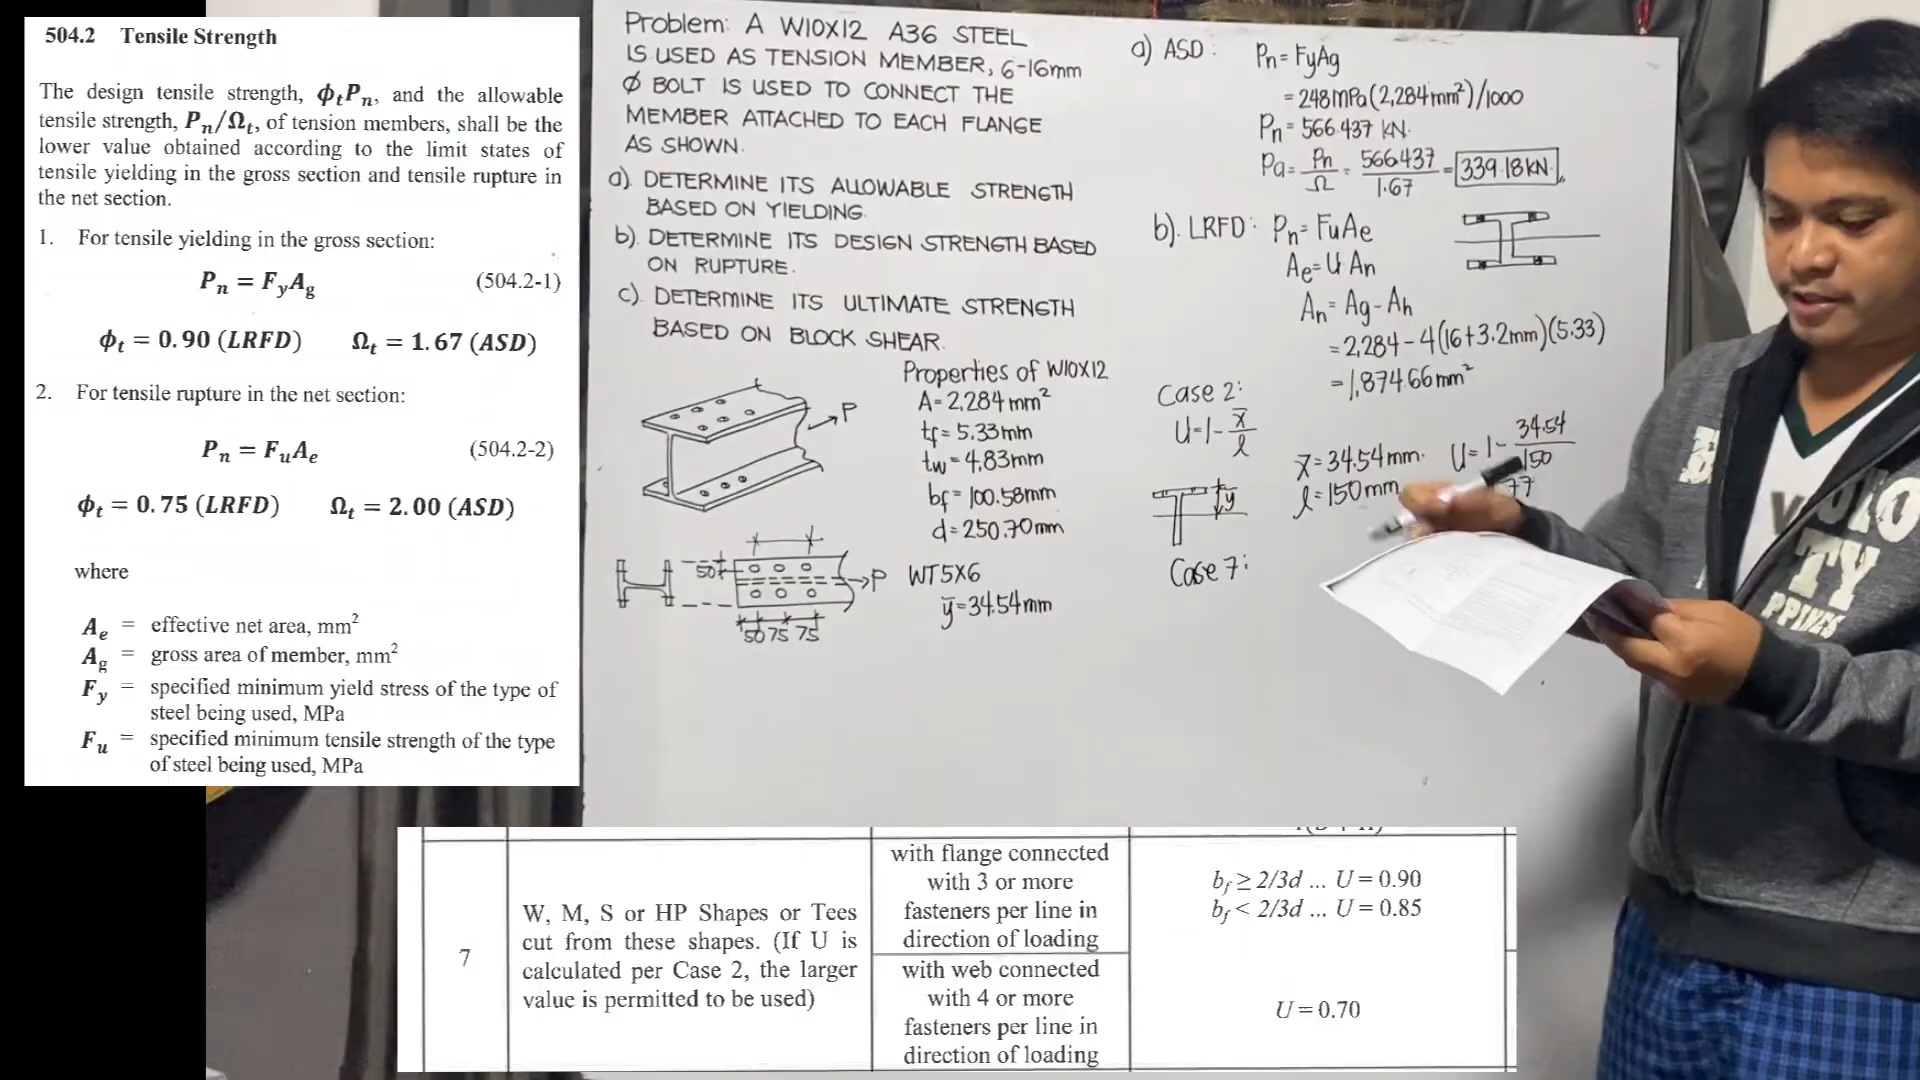 504.2 Tensile Strength
The design tensile strength, ϕₜPₙ, and the allowable
tensile strength, Pₙ/Ωₜ, of tension members, shall be the
lower value obtained according to the limit states of
tensile yielding in the gross section and tensile rupture in
the net section.
1. For tensile yielding in the gross section:
Pₙ = F_yA_g (504.2-1)
ϕₜ = 0.90 (LRFD) Ωₜ = 1.67 (ASD)
2. For tensile rupture in the net section:
Pₙ = FᵤAₑ (504.2-2)
ϕₜ = 0.75 (LRFD) Ωₜ = 2.00 (ASD)
where
Aₑ = effective net area, mm²
A_g = gross area of member, mm²
F_y = specified minimum yield stress of the type of
steel being used, MPa
Fᵤ = specified minimum tensile strength of the type
of steel being used, MPa
Problem: A W10X12 A36 STEEL
IS USED AS TENSION MEMBER, 6-16mm
Ø BOLT IS USED TO CONNECT THE
MEMBER ATTACHED TO EACH FLANGE
AS SHOWN.
a). DETERMINE ITS ALLOWABLE STRENGTH
BASED ON YIELDING.
b). DETERMINE ITS DESIGN STRENGTH BASED
ON RUPTURE.
c). DETERMINE ITS ULTIMATE STRENGTH
BASED ON BLOCK SHEAR.
P
Properties of W10X12
A = 2,284 mm²
tf = 5.33mm
tw = 4.83mm
bf = 100.58mm
d = 250.70mm
50
P
50 75 75
WT5X6
ȳ = 34.54mm
a) ASD: Pn = FyAg
= 248MPa(2,284mm²)/1000
Pn = 566.437 KN.
Pa = Pn/Ω = 566.437/1.67 = 339.18KN.
b). LRFD: Pn = FuAe
Ae = U An
An = Ag - Ah
= 2,284 - 4(16+3.2mm)(5.33)
= 1,874.66mm²
Case 2:
U = 1 - x̄/l
x̄ = 34.54mm. U = 1 - 34.54/150
l = 150mm
77
y
Case 7:
7
W, M, S or HP Shapes or Tees
cut from these shapes. (If U is
calculated per Case 2, the larger
value is permitted to be used)
with flange connected
with 3 or more
fasteners per line in
direction of loading
b_f ≥ 2/3d ... U = 0.90
b_f < 2/3d ... U = 0.85
with web connected
with 4 or more
fasteners per line in
direction of loading
U = 0.70
TY
PPINES